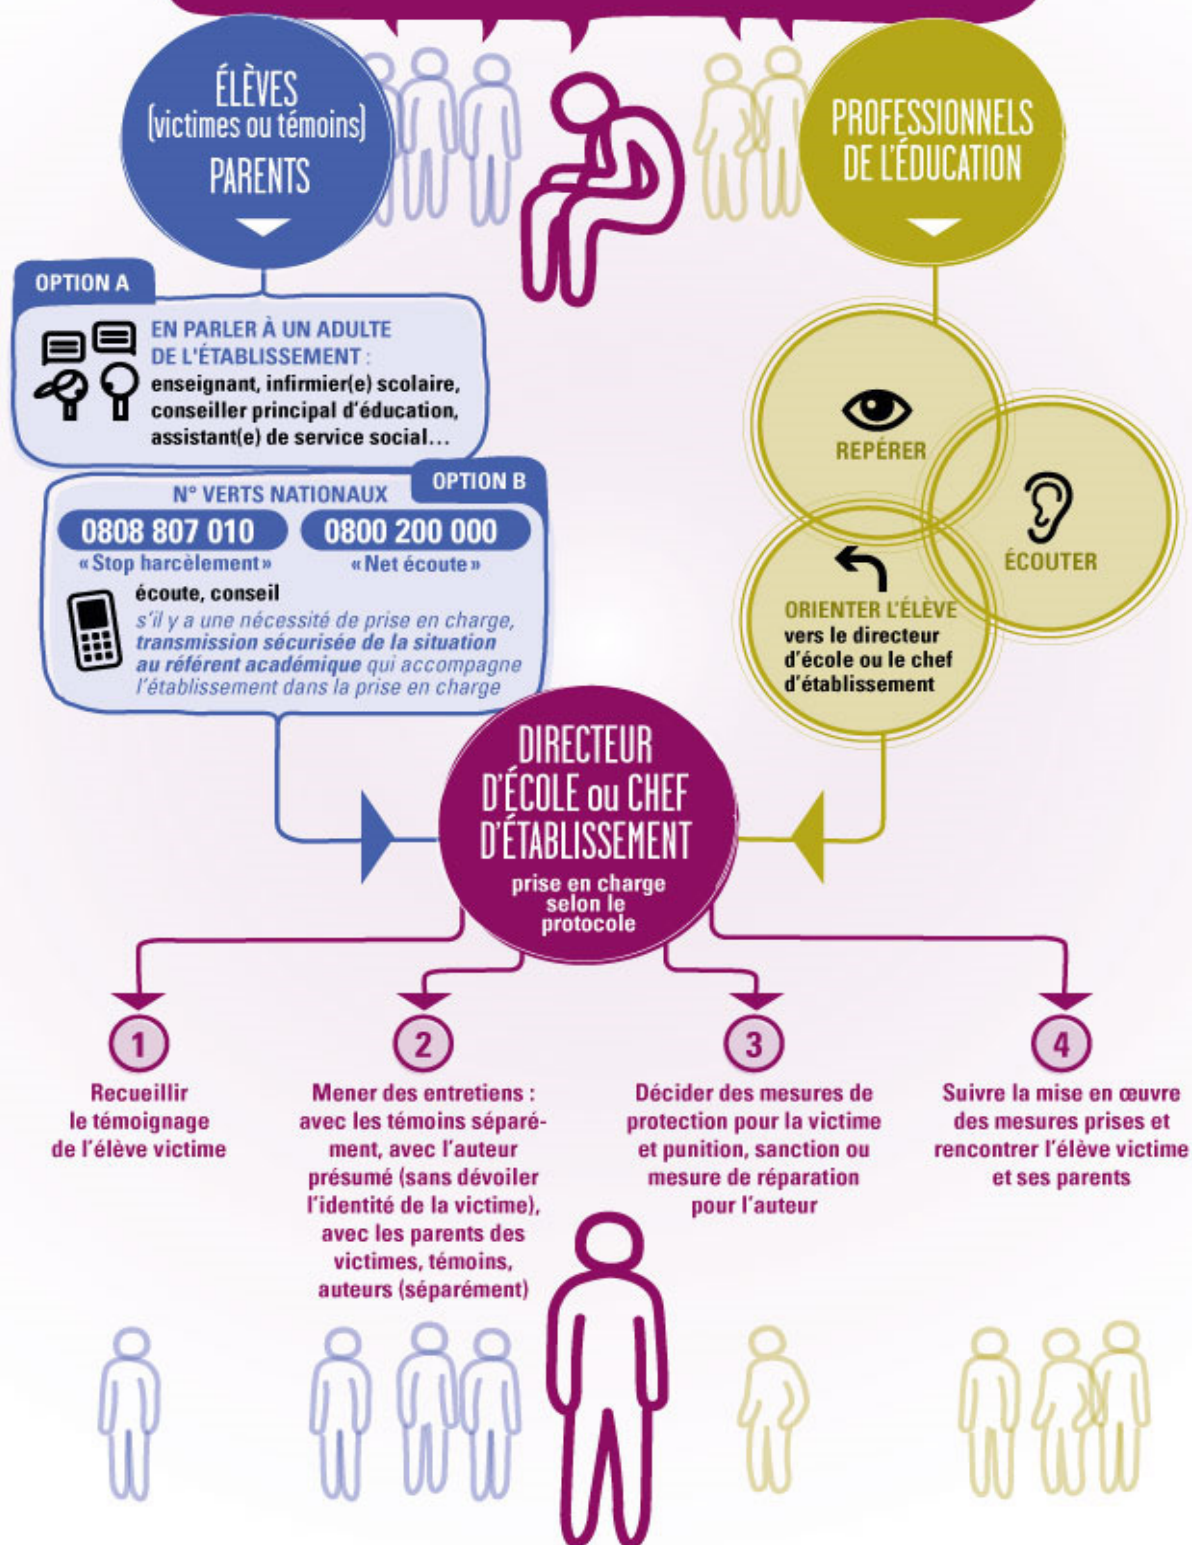 ÉLÈVES
(victimes ou témoins)
PARENTS
PROFESSIONNELS
DE L'ÉDUCATION
OPTION A
EN PARLER À UN ADULTE
DE L'ÉTABLISSEMENT :
enseignant, infirmier(e) scolaire,
conseiller principal d'éducation,
assistant(e) de service social...
OPTION B
N° VERTS NATIONAUX
0808 807 010
0800 200 000
« Stop harcèlement »
« Net écoute »
écoute, conseil
s'il y a une nécessité de prise en charge,
transmission sécurisée de la situation
au référent académique qui accompagne
l'établissement dans la prise en charge
REPÉRER
ÉCOUTER
ORIENTER L'ÉLÈVE
vers le directeur
d'école ou le chef
d'établissement
DIRECTEUR
D'ÉCOLE ou CHEF
D'ÉTABLISSEMENT
prise en charge
selon le
protocole
1
Recueillir
le témoignage
de l'élève victime
2
Mener des entretiens :
avec les témoins séparé-
ment, avec l'auteur
présumé (sans dévoiler
l'identité de la victime),
avec les parents des
victimes, témoins,
auteurs (séparément)
3
Décider des mesures de
protection pour la victime
et punition, sanction ou
mesure de réparation
pour l'auteur
4
Suivre la mise en œuvre
des mesures prises et
rencontrer l'élève victime
et ses parents